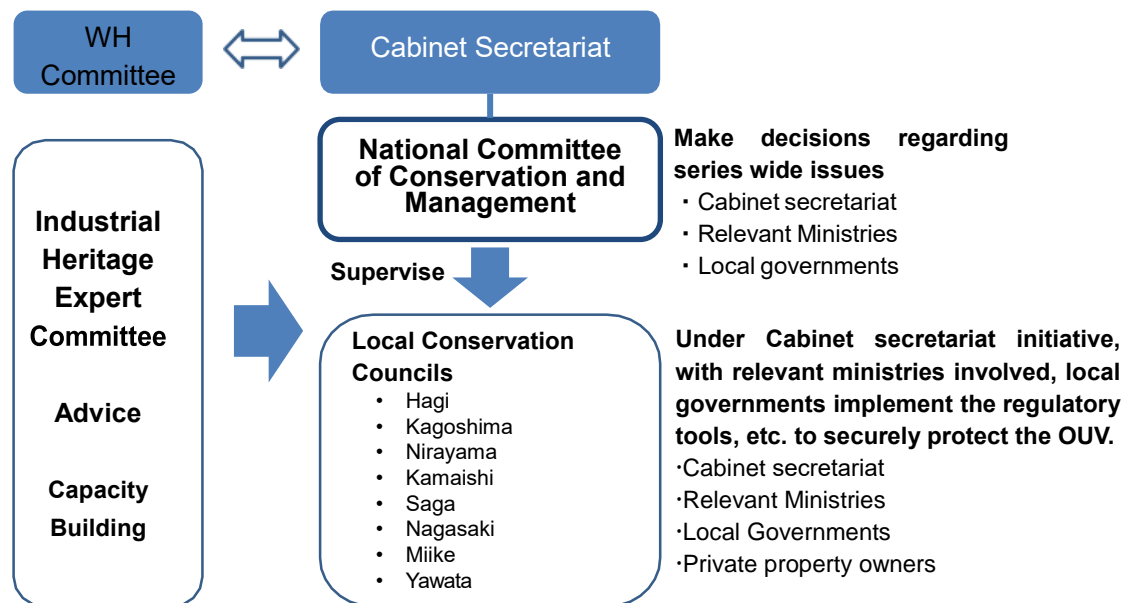 WH
Committee
Cabinet Secretariat
National Committee
of Conservation and
Management
Make decisions regarding
series wide issues
・Cabinet secretariat
・Relevant Ministries
・Local governments
Supervise
Industrial
Heritage
Expert
Committee
Advice
Capacity
Building
Local Conservation
Councils
• Hagi
• Kagoshima
• Nirayama
• Kamaishi
• Saga
• Nagasaki
• Miike
• Yawata
Under Cabinet secretariat initiative,
with relevant ministries involved, local
governments implement the regulatory
tools, etc. to securely protect the OUV.
·Cabinet secretariat
·Relevant Ministries
·Local Governments
·Private property owners